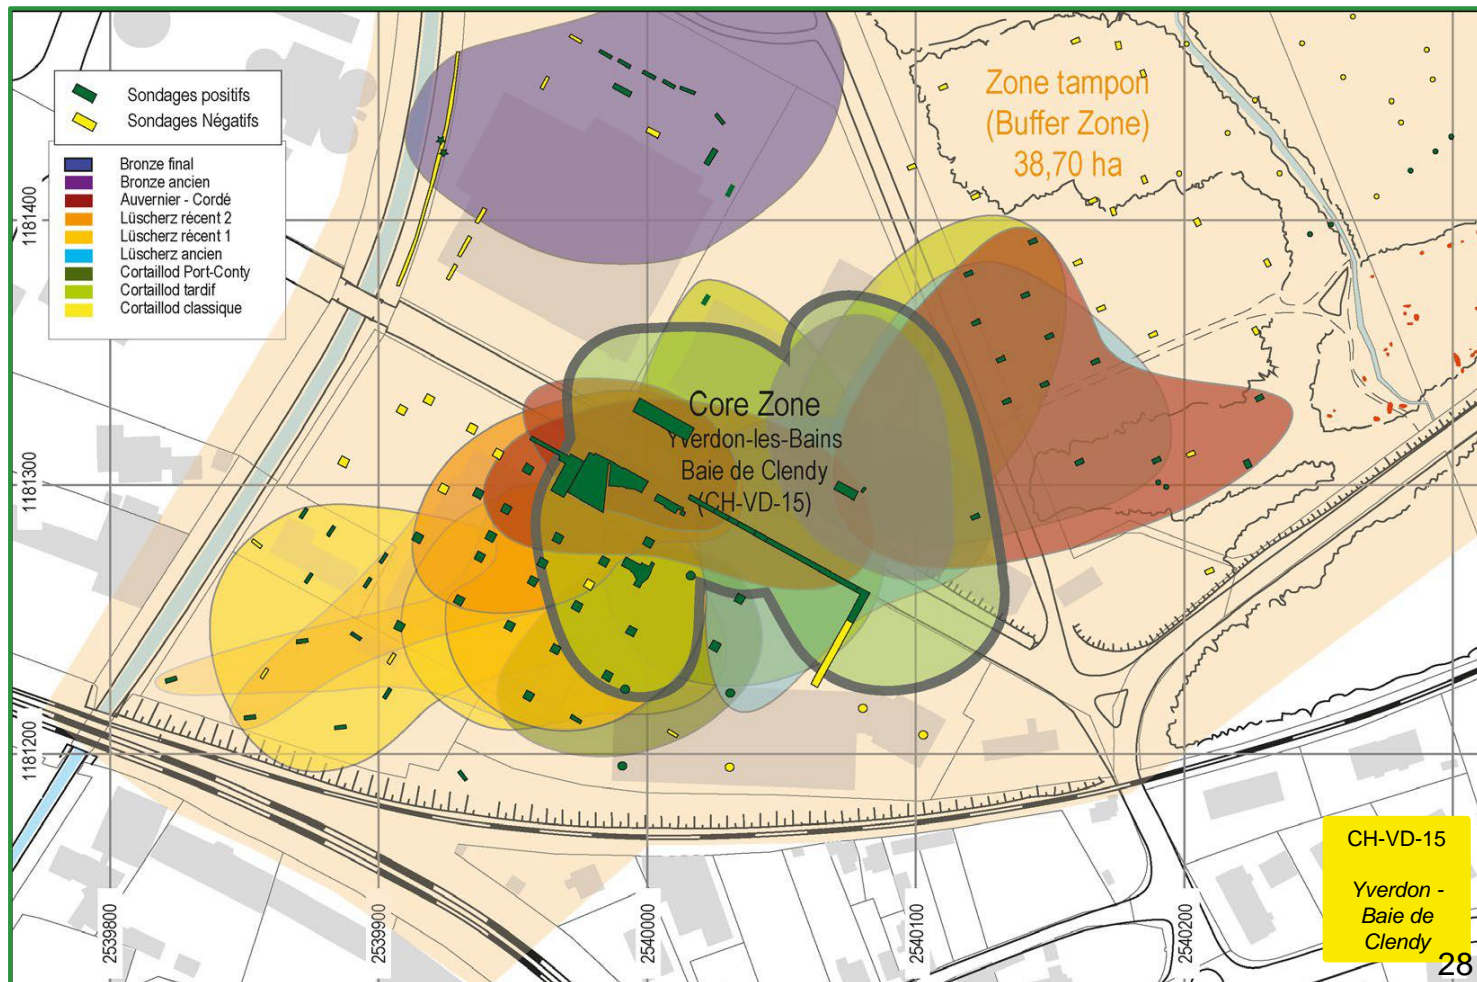 Sondages positifs
Sondages Négatifs
Bronze final
Bronze ancien
Auvernier - Cordé
Lüscherz récent 2
Lüscherz récent 1
Lüscherz ancien
Cortaillod Port-Conty
Cortaillod tardif
Cortaillod classique
Zone tampon
(Buffer Zone)
38,70 ha
1181400
Core Zone
Yverdon-les-Bains
Baie de Clendy
(CH-VD-15)
1181300
1181200
2539800
2539900
2540000
2540100
2540200
CH-VD-15
Yverdon -
Baie de
Clendy
28